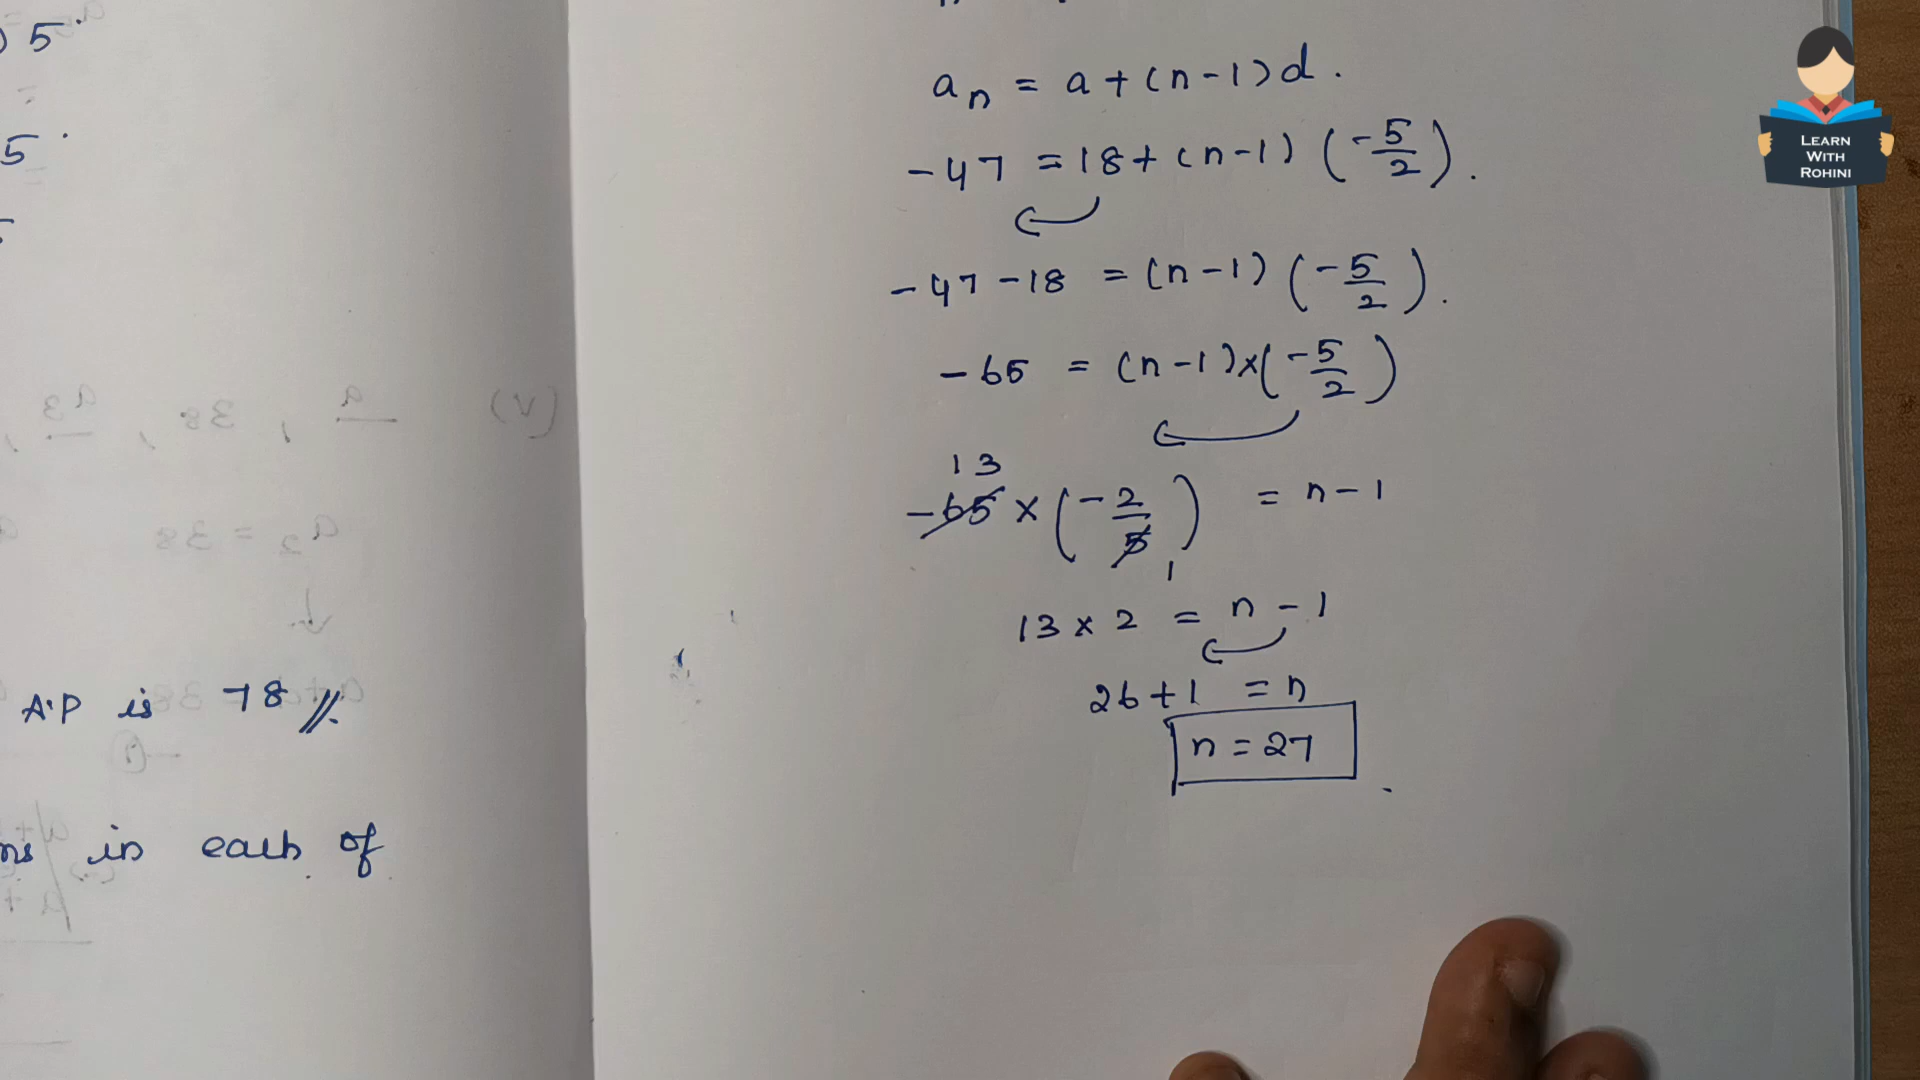 5.
5.
A.P is 78 //.
in each of
aₙ = a + (n-1)d.
-47 = 18 + (n-1) (-5/2).
-47 -18 = (n-1) (-5/2).
-65 = (n-1) × (-5/2)
13
-65 × (-2/5) = n-1
1
13 × 2 = n - 1
26 + 1 = n
n = 27
LEARN
WITH
ROHINI